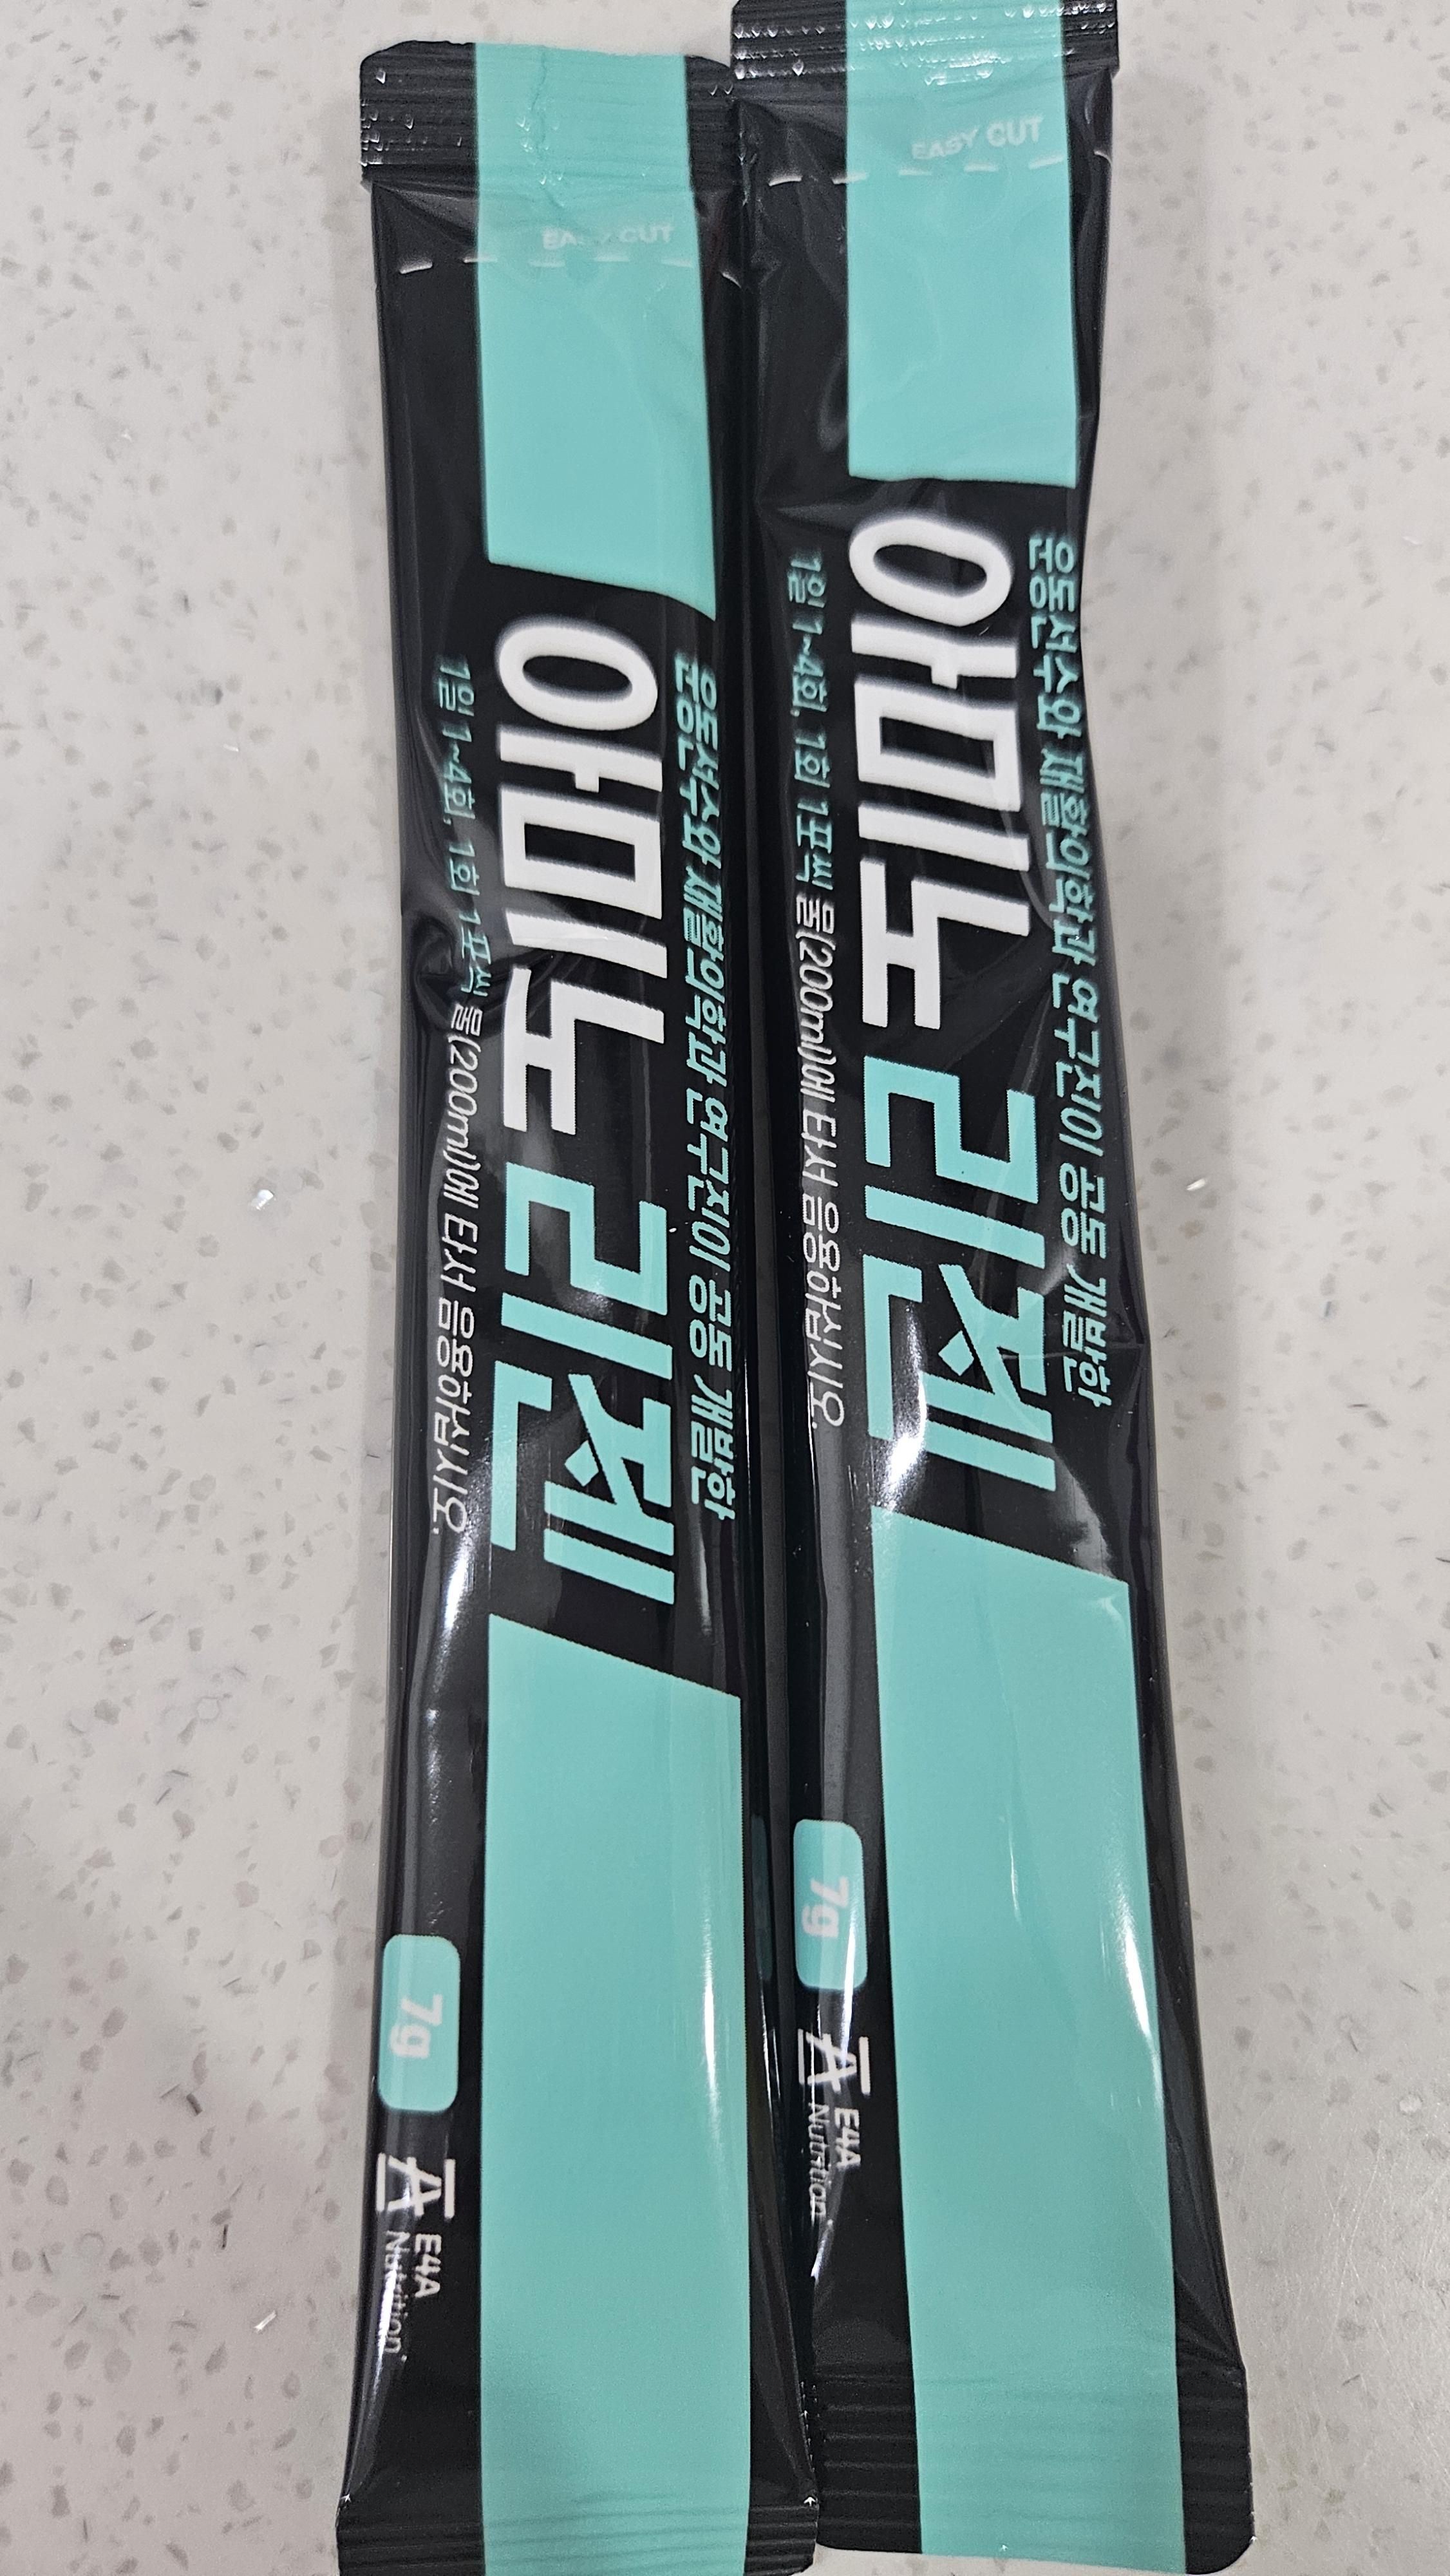 EASY CUT
운동선수와 재활의학과 연구진이 공동 개발한
아미노 리젠
1일 1~4회, 1회 1포씩 물(200ml)에 타서 음용하십시오.
7g
A E4A
Nutrition
EASY CUT
운동선수와 재활의학과 연구진이 공동 개발한
아미노 리젠
1일 1~4회, 1회 1포씩 물(200ml)에 타서 음용하십시오.
7g
A E4A
Nutrition